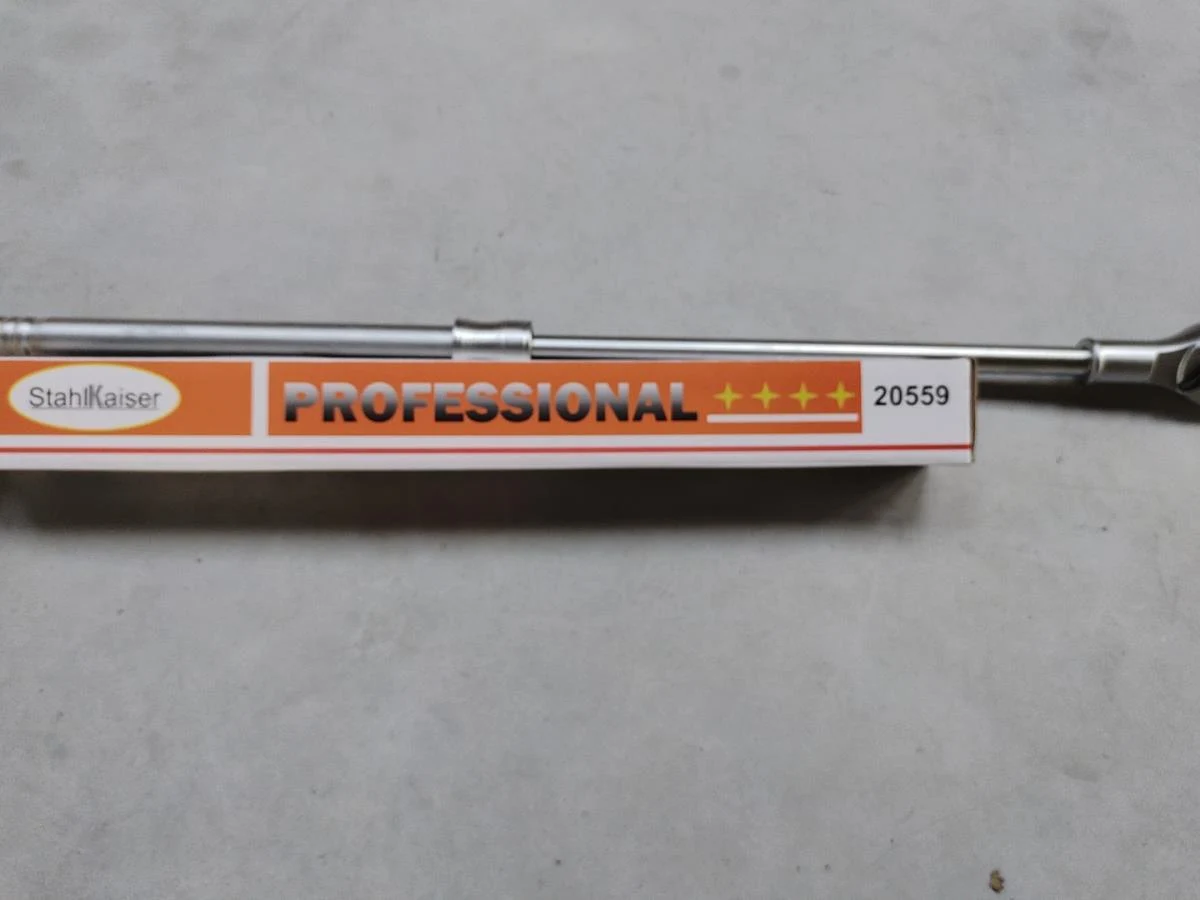 StahlKaiser
PROFESSIONAL
20559